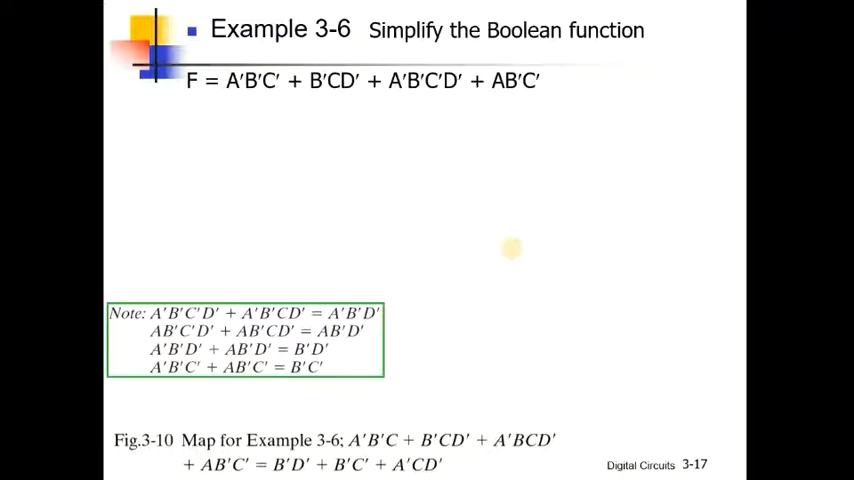 Example 3-6 Simplify the Boolean function
F = A′B′C′ + B′CD′ + A′B′C′D′ + AB′C′
Note: A′B′C′D′ + A′B′CD′ = A′B′D′
AB′C′D′ + AB′CD′ = AB′D′
A′B′D′ + AB′D′ = B′D′
A′B′C′ + AB′C′ = B′C′
Fig.3-10 Map for Example 3-6; A′B′C + B′CD′ + A′BCD′
+ AB′C′ = B′D′ + B′C′ + A′CD′
Digital Circuits 3-17